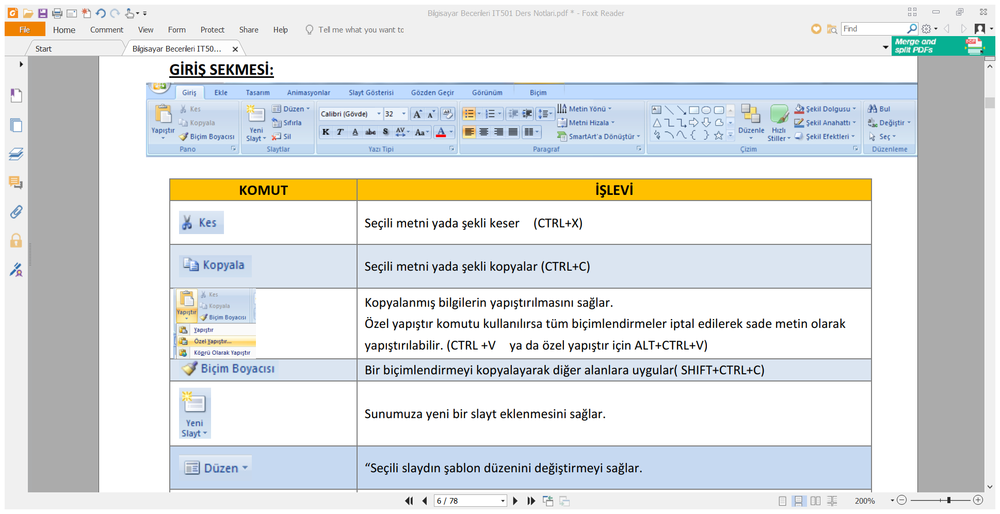 Bilgisayar Becerileri IT501 Ders Notlari.pdf * - Foxit Reader
File Home Comment View Form Protect Share Help Tell me what you want to
Find
Start
Bilgisayar Becerileri IT50...
Merge and
split PDFs
PDF
GİRİŞ SEKMESİ:
Giriş Ekle Tasarım Animasyonlar Slayt Gösterisi Gözden Geçir Görünüm Biçim
Yapıştır
Kes
Kopyala
Biçim Boyacısı
Pano
Yeni
Slayt
Düzen
Sıfırla
Sil
Slaytlar
Calibri (Gövde) 32
K T A abc S AV Aa A
Yazı Tipi
Metin Yönü
Metni Hizala
SmartArt'a Dönüştür
Paragraf
Düzenle
Hızlı
Stiller
Şekil Dolgusu
Şekil Anahattı
Şekil Efektleri
Çizim
Bul
Değiştir
Seç
Düzenleme
KOMUT İŞLEVİ
Kes
Seçili metni yada şekli keser (CTRL+X)
Kopyala
Seçili metni yada şekli kopyalar (CTRL+C)
Yapıştır
Kes
Kopyala
Biçim Boyacısı
Yapıştır
Özel Yapıştır...
Köprü Olarak Yapıştır
Kopyalanmış bilgilerin yapıştırılmasını sağlar.
Özel yapıştır komutu kullanılırsa tüm biçimlendirmeler iptal edilerek sade metin olarak
yapıştırılabilir. (CTRL +V ya da özel yapıştır için ALT+CTRL+V)
Biçim Boyacısı
Bir biçimlendirmeyi kopyalayarak diğer alanlara uygular( SHIFT+CTRL+C)
Yeni
Slayt
Sunumuza yeni bir slayt eklenmesini sağlar.
Düzen
“Seçili slaydın şablon düzenini değiştirmeyi sağlar.
6 / 78
200%